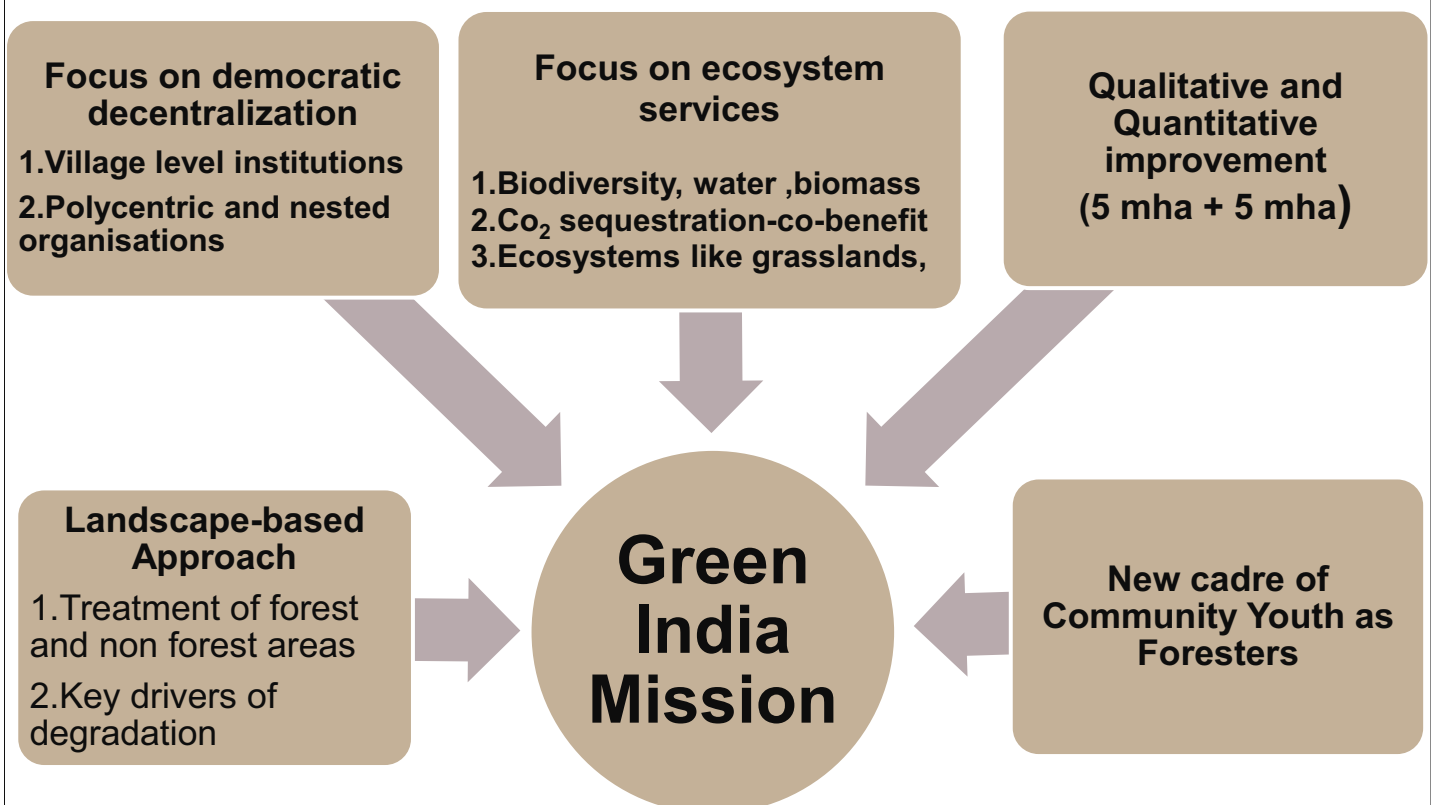 Focus on democratic
decentralization
1.Village level institutions
2.Polycentric and nested
organisations
Focus on ecosystem
services
1.Biodiversity, water ,biomass
2.Co₂ sequestration-co-benefit
3.Ecosystems like grasslands,
Qualitative and
Quantitative
improvement
(5 mha + 5 mha)
Landscape-based
Approach
1.Treatment of forest
and non forest areas
2.Key drivers of
degradation
Green
India
Mission
New cadre of
Community Youth as
Foresters